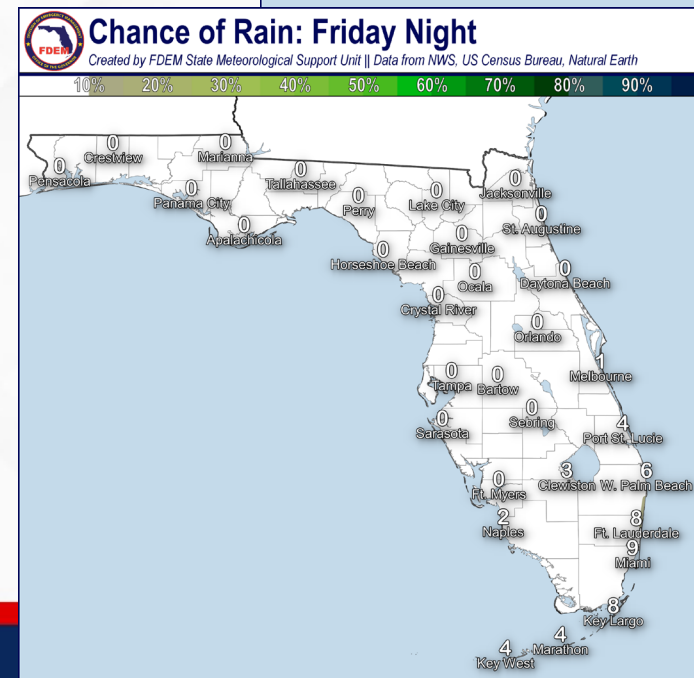 Chance of Rain: Friday Night
Created by FDEM State Meteorological Support Unit || Data from NWS, US Census Bureau, Natural Earth
FDEM
10% 20% 30% 40% 50% 60% 70% 80% 90%
0
Crestview
0
Marianna
0
Pensacola
0
Tallahassee
0
Panama City
0
Perry
0
Lake City
0
Jacksonville
0
Apalachicola
0
St. Augustine
0
Gainesville
0
Horseshoe Beach
0
Ocala
0
Daytona Beach
0
Crystal River
0
Orlando
1
Melbourne
0
Tampa
0
Bartow
0
Sebring
0
Sarasota
4
Port St. Lucie
0
Ft. Myers
3
Clewiston
6
W. Palm Beach
2
Naples
8
Ft. Lauderdale
9
Miami
8
Key Largo
4
Marathon
4
Key West